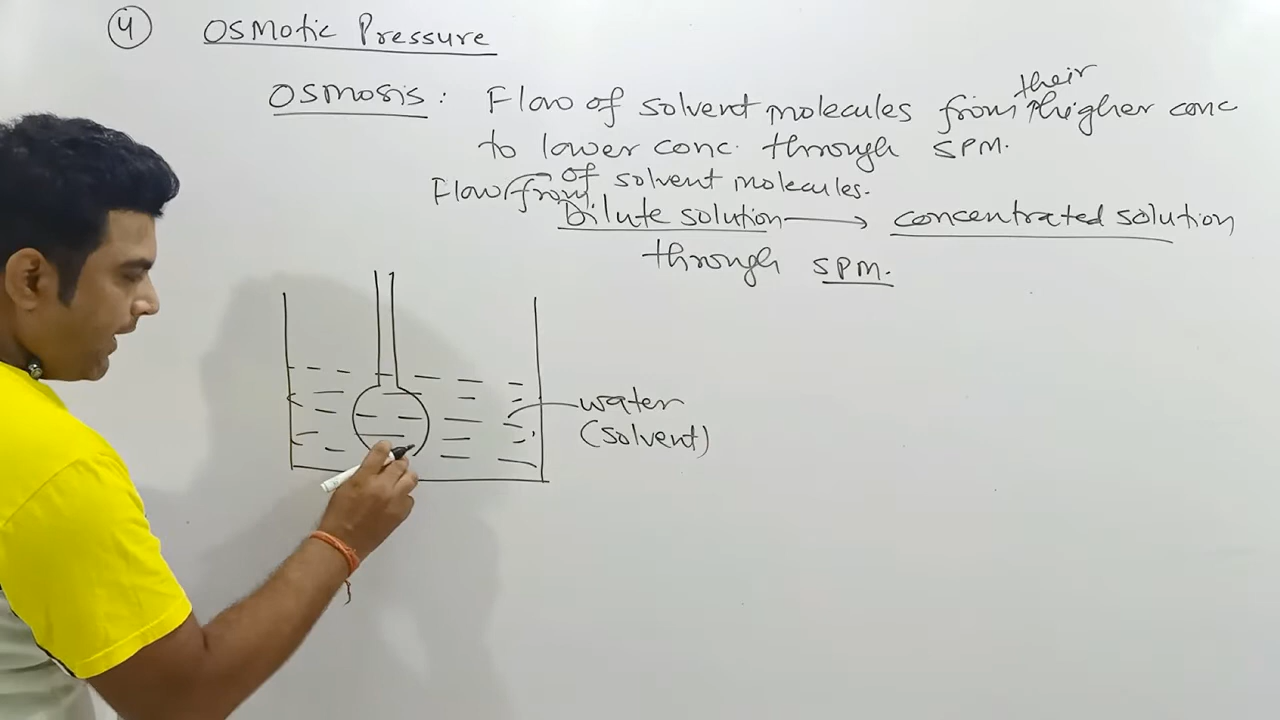 4 Osmotic Pressure
Osmosis: Flow of solvent molecules from their higher conc
to lower conc. through SPM.
Flow of solvent molecules.
from Dilute solution → concentrated solution
through SPM.
water
(solvent)